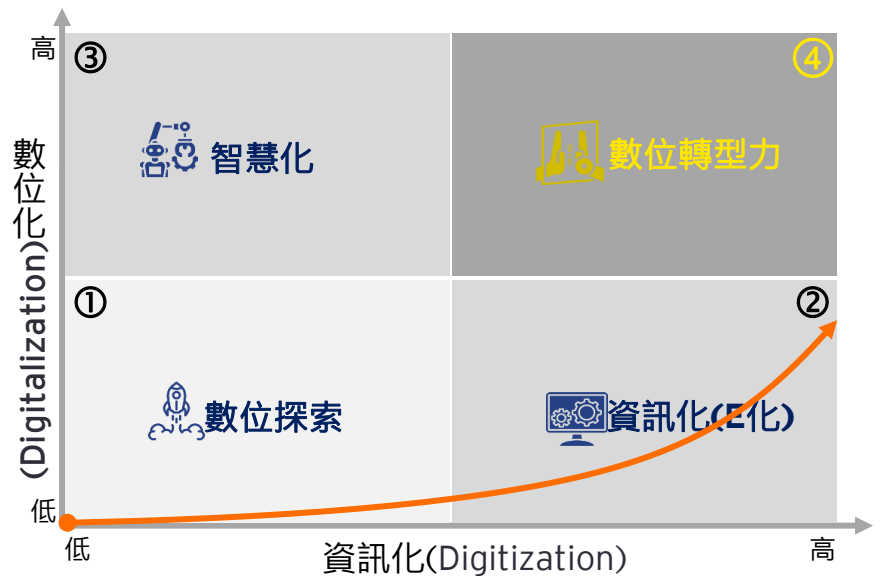 高
③
④
智慧化
數位轉型力
數位化
(Digitalization)
①
②
數位探索
資訊化(E化)
低
低
高
資訊化(Digitization)